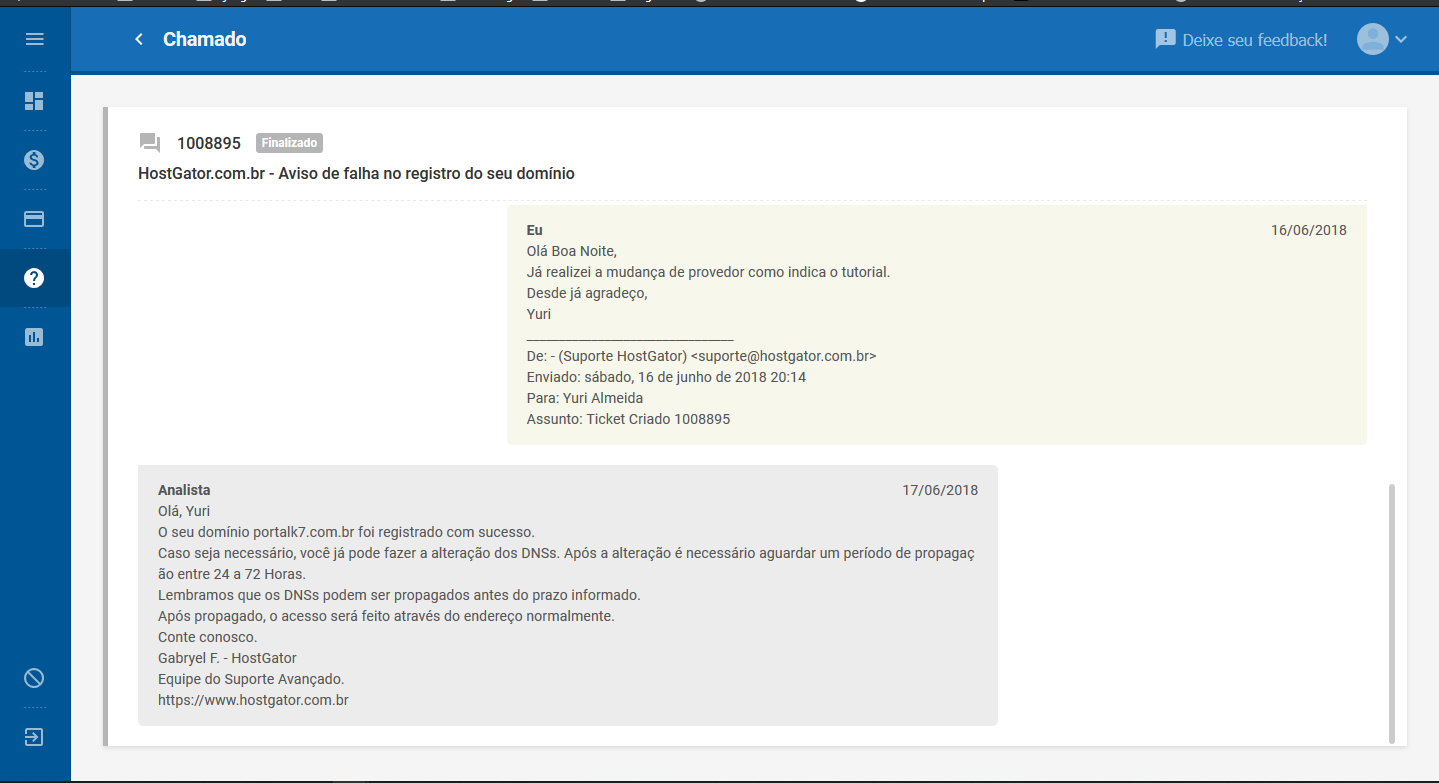 Chamado
Deixe seu feedback!
1008895 Finalizado
HostGator.com.br - Aviso de falha no registro do seu domínio
Eu 16/06/2018
Olá Boa Noite,
Já realizei a mudança de provedor como indica o tutorial.
Desde já agradeço,
Yuri
________________________________
De: - (Suporte HostGator) <suporte@hostgator.com.br>
Enviado: sábado, 16 de junho de 2018 20:14
Para: Yuri Almeida
Assunto: Ticket Criado 1008895
Analista 17/06/2018
Olá, Yuri
O seu domínio portalk7.com.br foi registrado com sucesso.
Caso seja necessário, você já pode fazer a alteração dos DNSs. Após a alteração é necessário aguardar um período de propagaç
ão entre 24 a 72 Horas.
Lembramos que os DNSs podem ser propagados antes do prazo informado.
Após propagado, o acesso será feito através do endereço normalmente.
Conte conosco.
Gabryel F. - HostGator
Equipe do Suporte Avançado.
https://www.hostgator.com.br